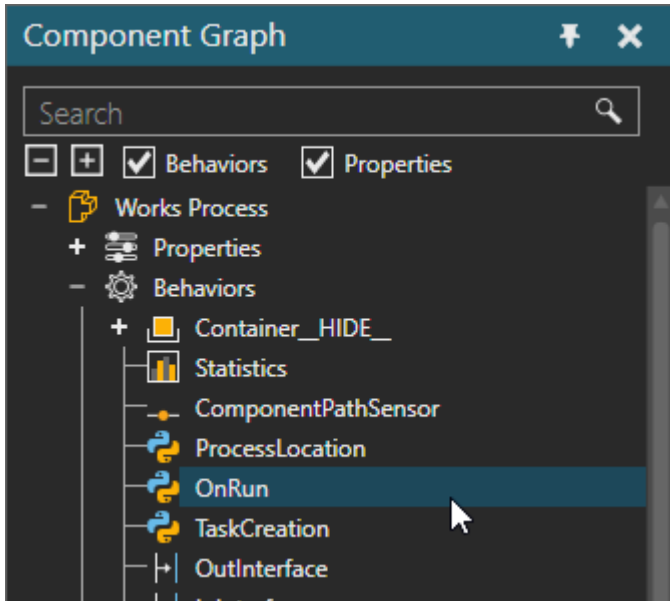 Component Graph
Search
Behaviors Properties
Works Process
Properties
Behaviors
Container__HIDE__
Statistics
ComponentPathSensor
ProcessLocation
OnRun
TaskCreation
OutInterface